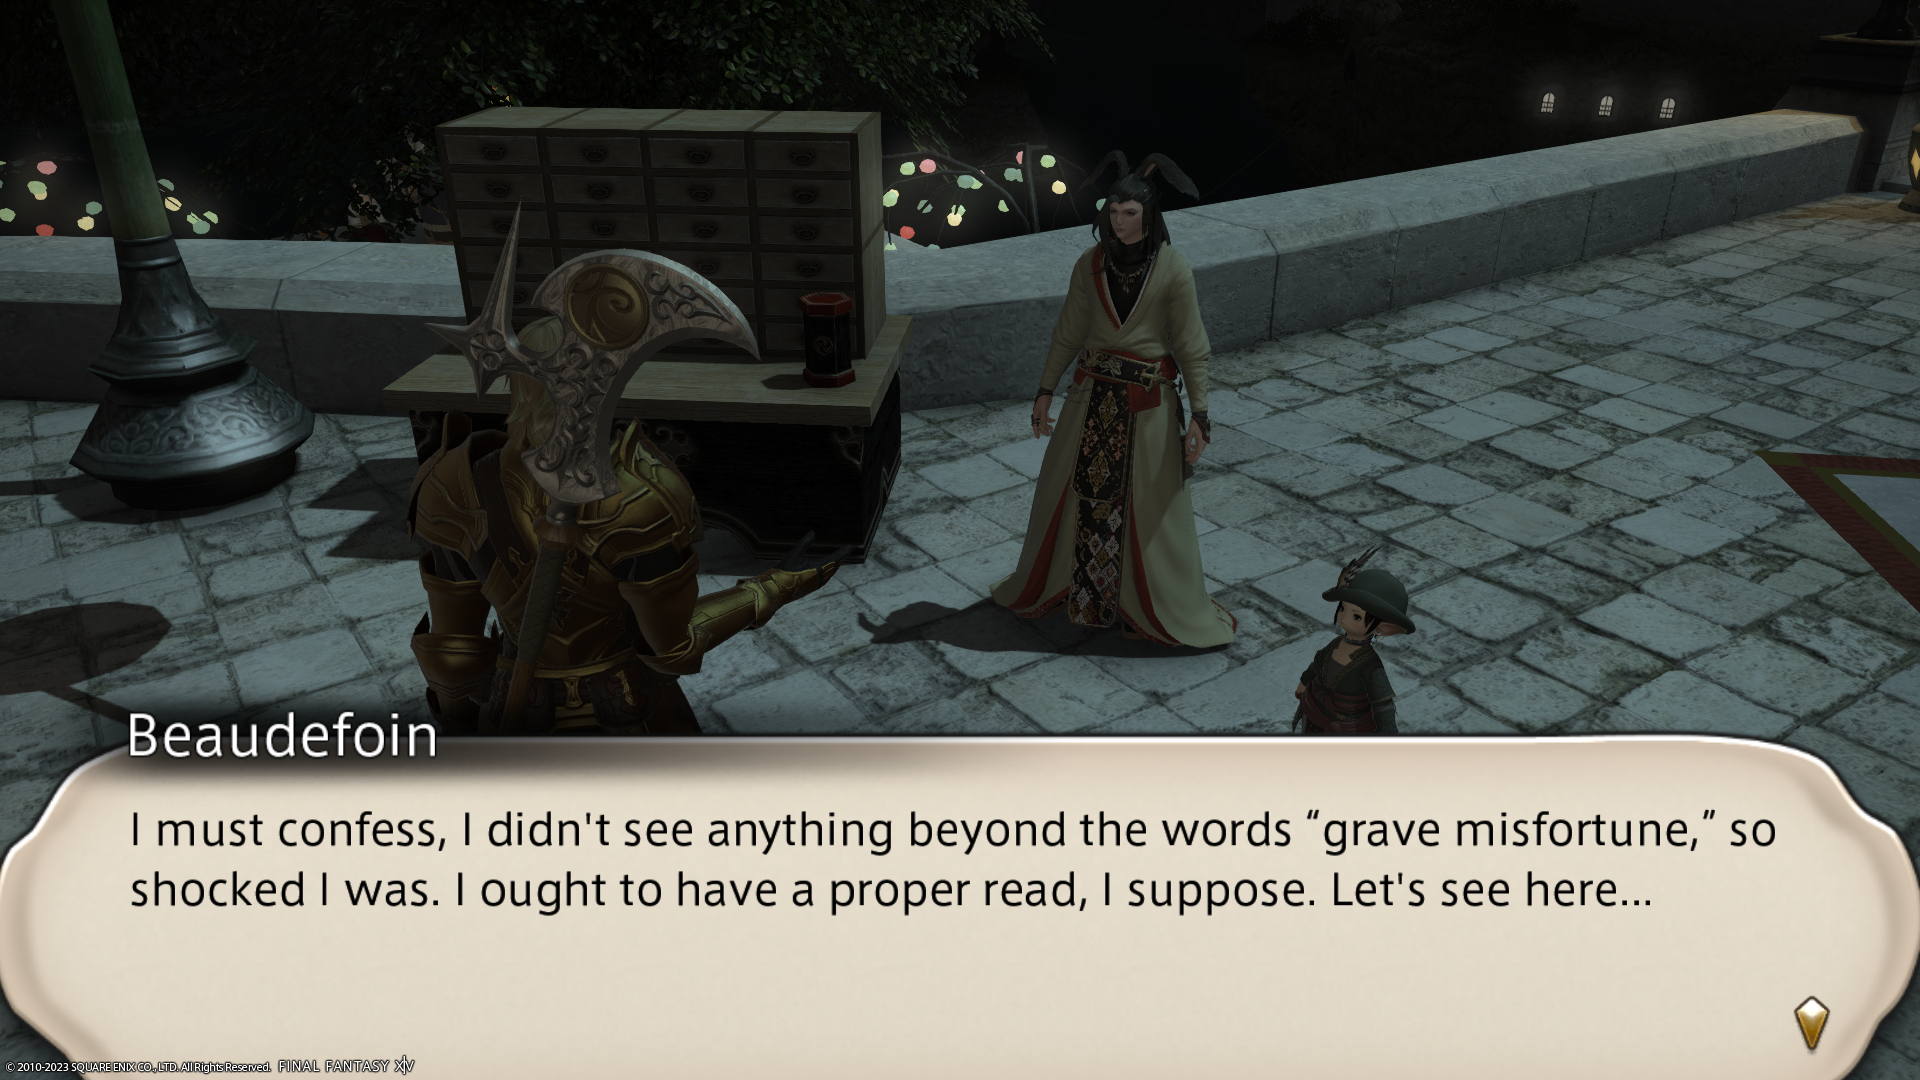 Beaudefoin
I must confess, I didn't see anything beyond the words “grave misfortune,” so
shocked I was. I ought to have a proper read, I suppose. Let's see here...
© 2010-2023 SQUARE ENIX CO., LTD. All Rights Reserved. FINAL FANTASY XIV